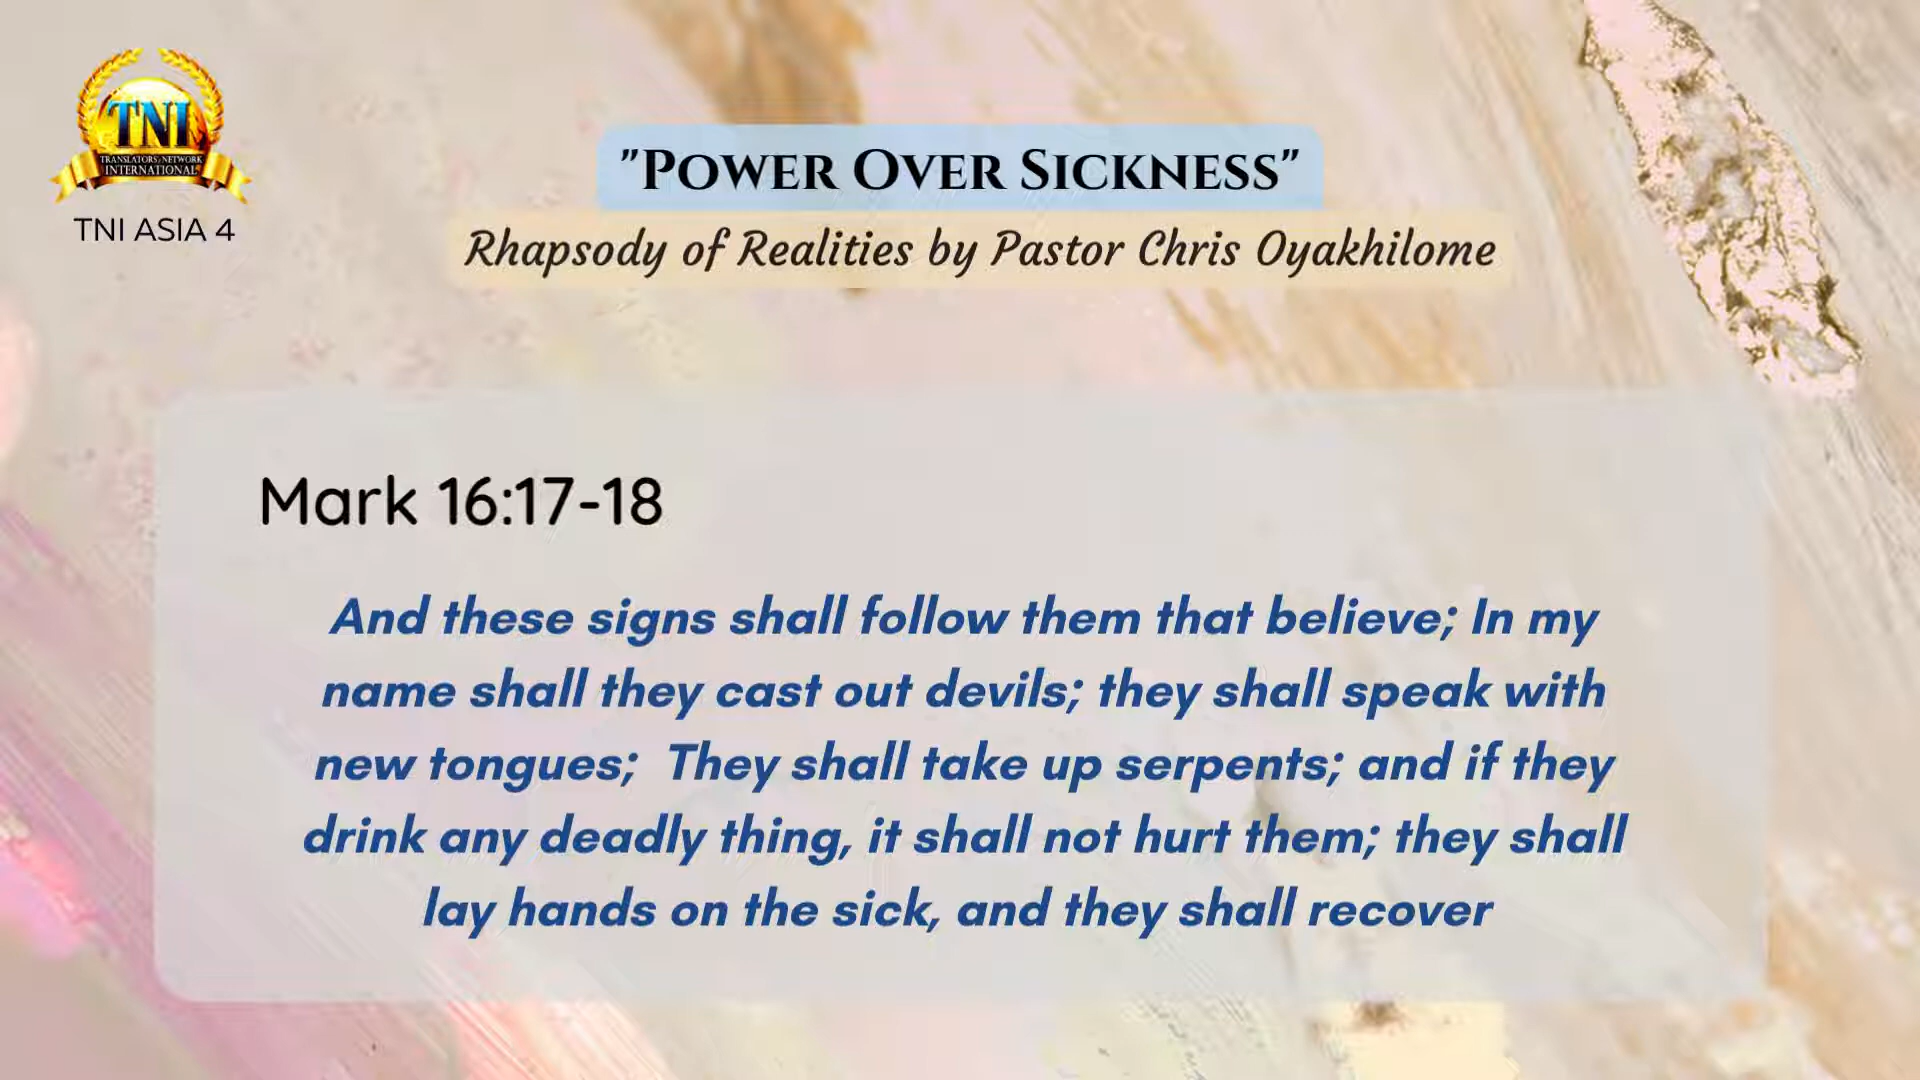 TNI
TRANSLATORS NETWORK
INTERNATIONAL
TNI ASIA 4
"POWER OVER SICKNESS"
Rhapsody of Realities by Pastor Chris Oyakhilome
Mark 16:17-18
And these signs shall follow them that believe; In my
name shall they cast out devils; they shall speak with
new tongues;  They shall take up serpents; and if they
drink any deadly thing, it shall not hurt them; they shall
lay hands on the sick, and they shall recover